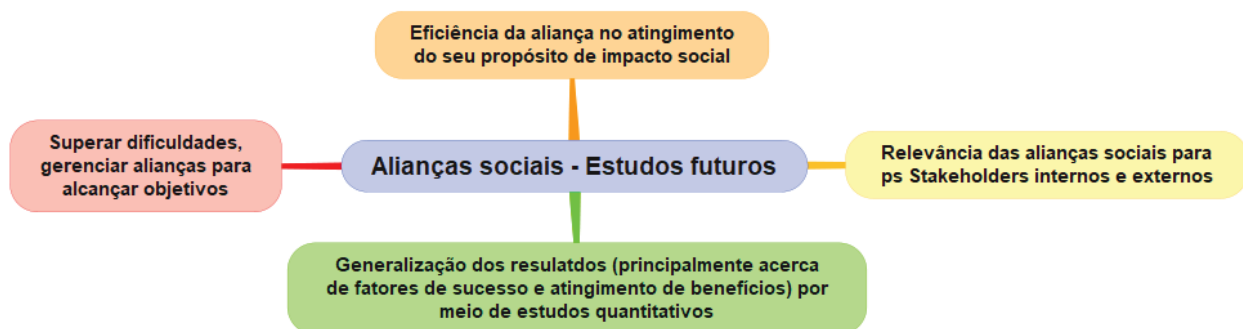 Eficiência da aliança no atingimento
do seu propósito de impacto social
Superar dificuldades,
gerenciar alianças para
alcançar objetivos
Alianças sociais - Estudos futuros
Relevância das alianças sociais para
ps Stakeholders internos e externos
Generalização dos resulatdos (principalmente acerca
de fatores de sucesso e atingimento de benefícios) por
meio de estudos quantitativos